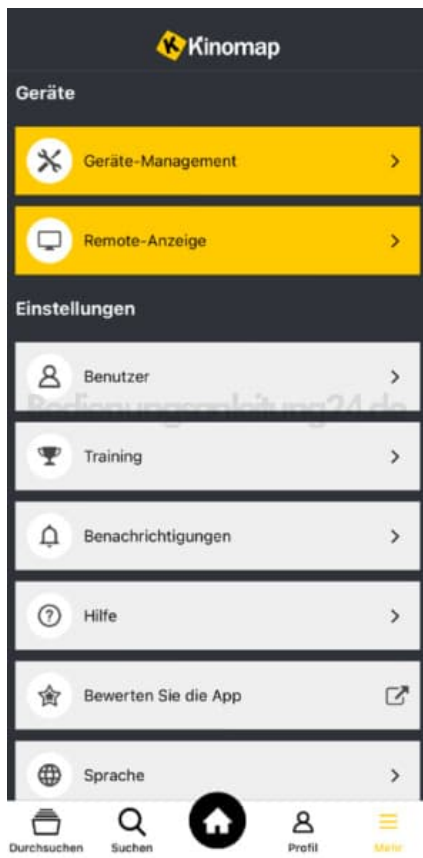 Kinomap
Geräte
Geräte-Management
Remote-Anzeige
Einstellungen
Benutzer
Bedienungsanleitung24.de
Training
Benachrichtigungen
Hilfe
Bewerten Sie die App
Sprache
Durchsuchen
Suchen
Profil
Mehr